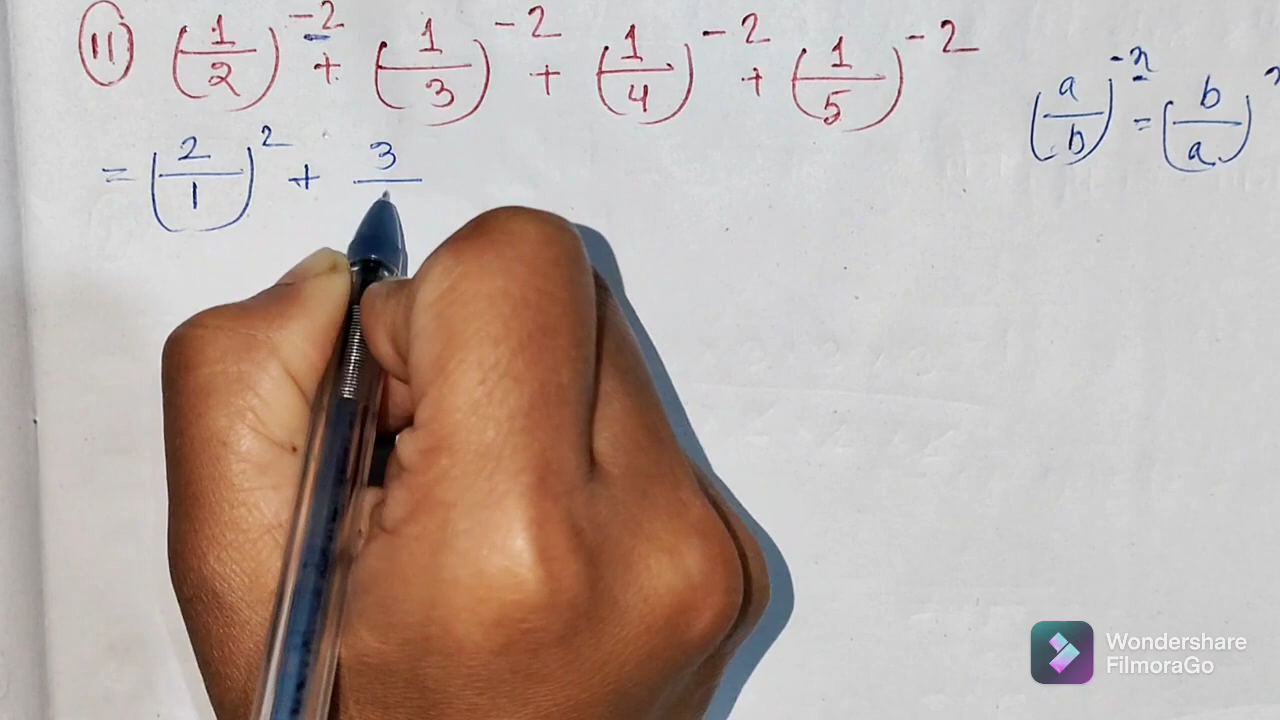 (11) (1/2)^-2 + (1/3)^-2 + (1/4)^-2 + (1/5)^-2
(a/b)^-n = (b/a)
= (2/1)^2 + 3/
Wondershare
FilmoraGo